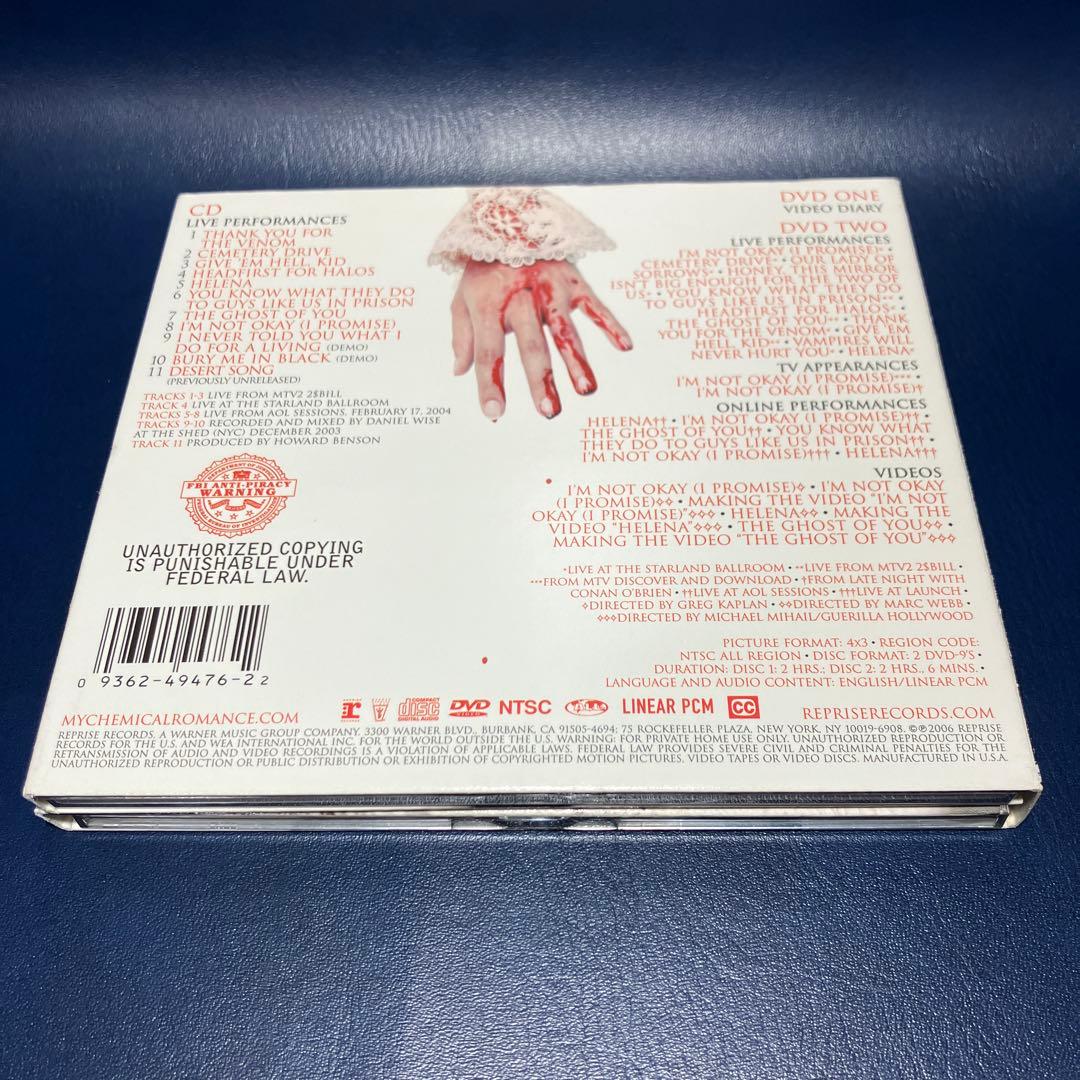 CD
LIVE PERFORMANCES
1 THANK YOU FOR
THE VENOM
2 CEMETERY DRIVE
3 GIVE 'EM HELL, KID
4 HEADFIRST FOR HALOS
5 HELENA
6 YOU KNOW WHAT THEY DO
TO GUYS LIKE US IN PRISON
7 THE GHOST OF YOU
8 I'M NOT OKAY (I PROMISE)
9 I NEVER TOLD YOU WHAT I
DO FOR A LIVING (DEMO)
10 BURY ME IN BLACK (DEMO)
11 DESERT SONG
(PREVIOUSLY UNRELEASED)
TRACKS 1-3 LIVE FROM MTV2 2$BILL
TRACK 4 LIVE AT THE STARLAND BALLROOM
TRACKS 5-8 LIVE FROM AOL SESSIONS, FEBRUARY 17, 2004
TRACKS 9-10 RECORDED AND MIXED BY DANIEL WISE
AT THE SHED (NYC) DECEMBER 2003
TRACK 11 PRODUCED BY HOWARD BENSON
DEPARTMENT OF JUSTICE
FBI ANTI-PIRACY
WARNING
FEDERAL BUREAU OF INVESTIGATION
UNAUTHORIZED COPYING
IS PUNISHABLE UNDER
FEDERAL LAW.
0 9362-49476-2 2
MYCHEMICALROMANCE.COM
DVD ONE
VIDEO DIARY
DVD TWO
LIVE PERFORMANCES
I'M NOT OKAY (I PROMISE)* •
CEMETERY DRIVE* • OUR LADY OF
SORROWS* • HONEY, THIS MIRROR
ISN'T BIG ENOUGH FOR THE TWO OF
US* • YOU KNOW WHAT THEY DO
TO GUYS LIKE US IN PRISON** •
HEADFIRST FOR HALOS* •
THE GHOST OF YOU** • THANK
YOU FOR THE VENOM* • GIVE 'EM
HELL, KID** • VAMPIRES WILL
NEVER HURT YOU* • HELENA*
TV APPEARANCES
I'M NOT OKAY (I PROMISE)*** •
I'M NOT OKAY (I PROMISE)†
ONLINE PERFORMANCES
HELENA†† • I'M NOT OKAY (I PROMISE)†† •
THE GHOST OF YOU†† • YOU KNOW WHAT
THEY DO TO GUYS LIKE US IN PRISON†† •
I'M NOT OKAY (I PROMISE)††† • HELENA†††
VIDEOS
I'M NOT OKAY (I PROMISE)◊ • I'M NOT OKAY
(I PROMISE)◊◊ • MAKING THE VIDEO "I'M NOT
OKAY (I PROMISE)"◊◊◊ • HELENA◊◊ • MAKING THE
VIDEO "HELENA"◊◊◊ • THE GHOST OF YOU◊◊ •
MAKING THE VIDEO "THE GHOST OF YOU"◊◊◊
*LIVE AT THE STARLAND BALLROOM • **LIVE FROM MTV2 2$BILL •
***FROM MTV DISCOVER AND DOWNLOAD • †FROM LATE NIGHT WITH
CONAN O'BRIEN • ††LIVE AT AOL SESSIONS • †††LIVE AT LAUNCH •
◊DIRECTED BY GREG KAPLAN • ◊◊DIRECTED BY MARC WEBB •
◊◊◊DIRECTED BY MICHAEL MIHAIL/GUERILLA HOLLYWOOD
PICTURE FORMAT: 4X3 • REGION CODE:
NTSC ALL REGION • DISC FORMAT: 2 DVD-9'S •
DURATION: DISC 1: 2 HRS.; DISC 2: 2 HRS., 6 MINS. •
LANGUAGE AND AUDIO CONTENT: ENGLISH/LINEAR PCM
COMPACT disc DIGITAL AUDIO DVD VIDEO NTSC ALL LINEAR PCM CC
REPRISERECORDS.COM
REPRISE RECORDS, A WARNER MUSIC GROUP COMPANY, 3300 WARNER BLVD., BURBANK, CA 91505-4694; 75 ROCKEFELLER PLAZA, NEW YORK, NY 10019-6908. ©℗2006 REPRISE
RECORDS FOR THE U.S. AND WEA INTERNATIONAL INC. FOR THE WORLD OUTSIDE THE U.S. WARNING: FOR PRIVATE HOME USE ONLY. UNAUTHORIZED REPRODUCTION OR
RETRANSMISSION OF AUDIO AND VIDEO RECORDINGS IS A VIOLATION OF APPLICABLE LAWS. FEDERAL LAW PROVIDES SEVERE CIVIL AND CRIMINAL PENALTIES FOR THE
UNAUTHORIZED REPRODUCTION OR PUBLIC DISTRIBUTION OR EXHIBITION OF COPYRIGHTED MOTION PICTURES, VIDEO TAPES OR VIDEO DISCS. MANUFACTURED IN U.S.A.